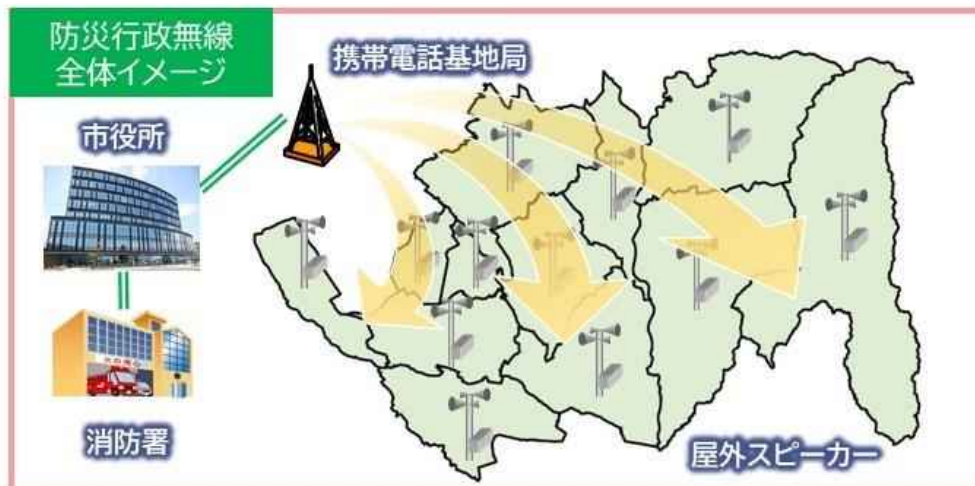 防災行政無線
全体イメージ
携帯電話基地局
市役所
消防署
屋外スピーカー